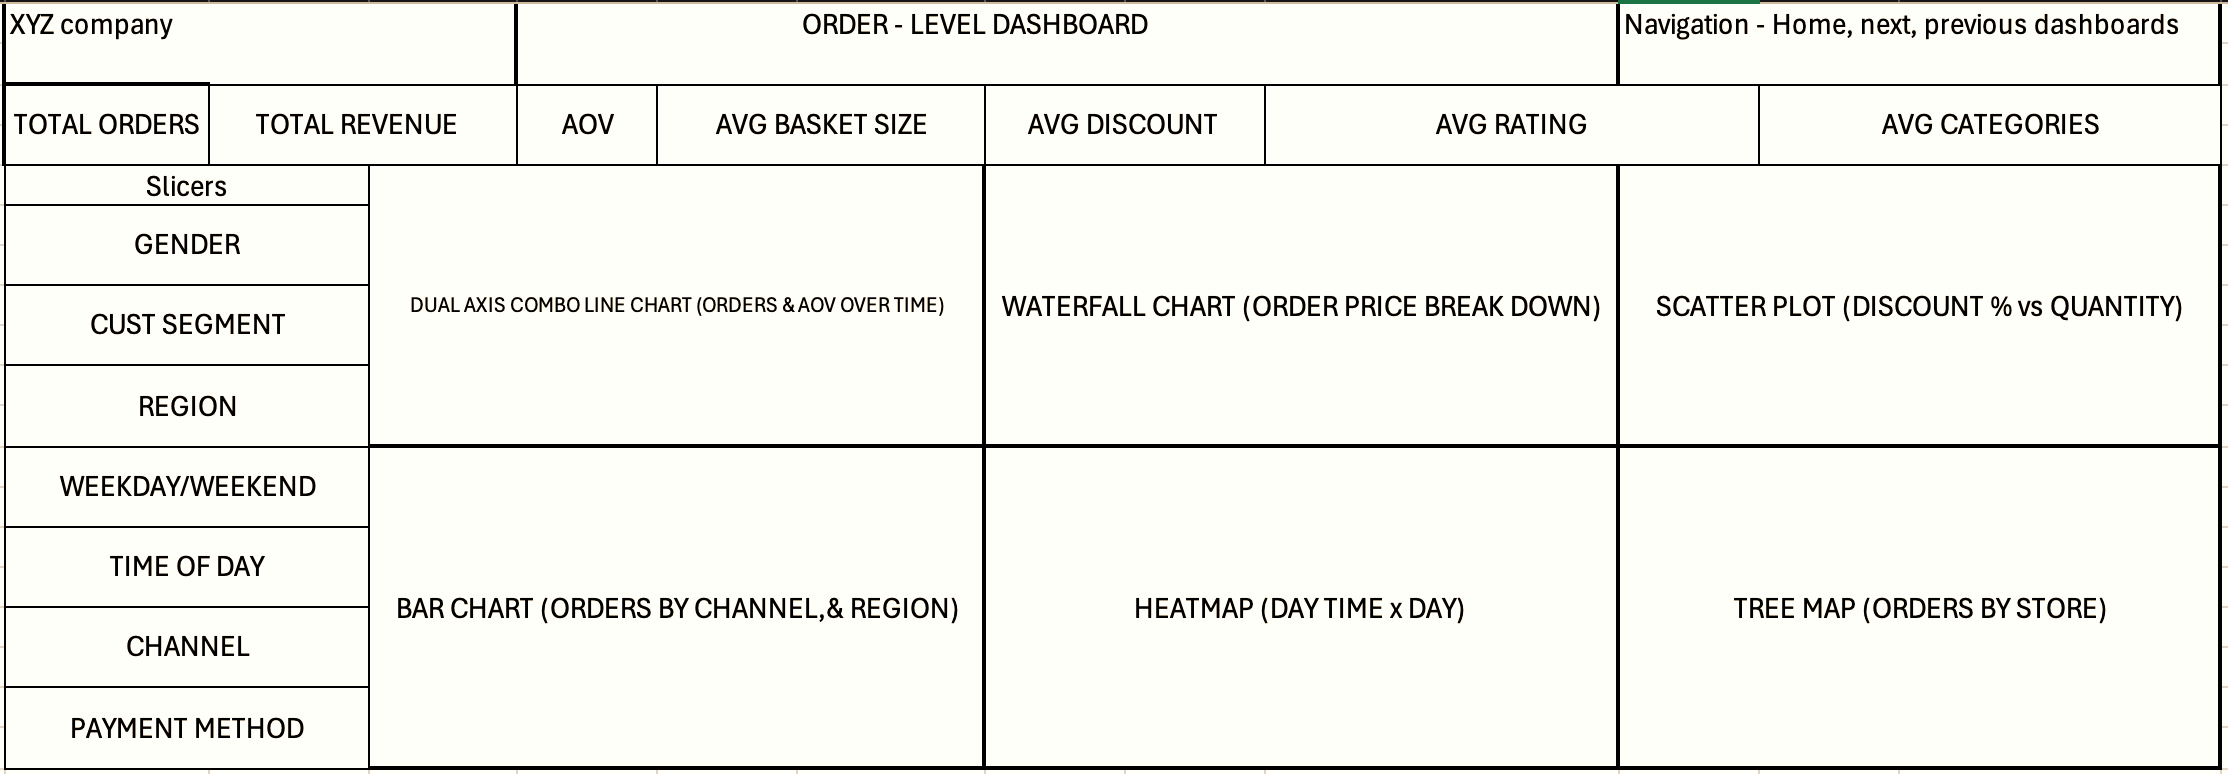 XYZ company
ORDER - LEVEL DASHBOARD
Navigation - Home, next, previous dashboards
TOTAL ORDERS
TOTAL REVENUE
AOV
AVG BASKET SIZE
AVG DISCOUNT
AVG RATING
AVG CATEGORIES
Slicers
GENDER
CUST SEGMENT
REGION
WEEKDAY/WEEKEND
TIME OF DAY
CHANNEL
PAYMENT METHOD
DUAL AXIS COMBO LINE CHART (ORDERS & AOV OVER TIME)
WATERFALL CHART (ORDER PRICE BREAK DOWN)
SCATTER PLOT (DISCOUNT % vs QUANTITY)
BAR CHART (ORDERS BY CHANNEL,& REGION)
HEATMAP (DAY TIME x DAY)
TREE MAP (ORDERS BY STORE)